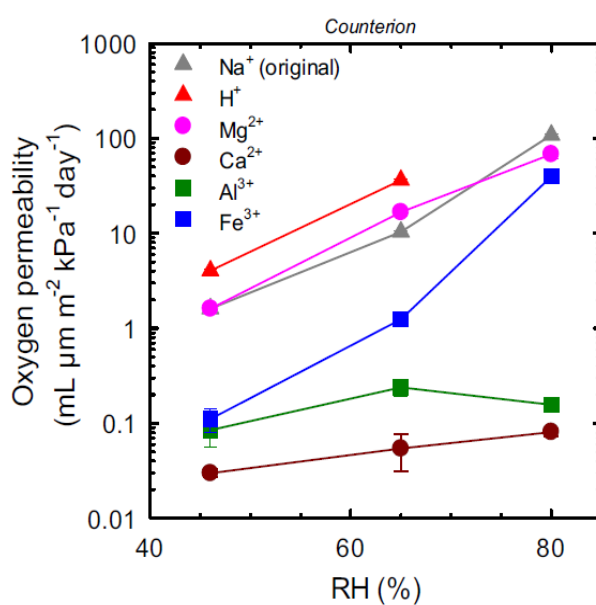 Counterion
1000
100
10
1
0.1
0.01
Oxygen permeability
(mL μm m⁻² kPa⁻¹ day⁻¹)
Na⁺ (original)
H⁺
Mg²⁺
Ca²⁺
Al³⁺
Fe³⁺
40
60
80
RH (%)